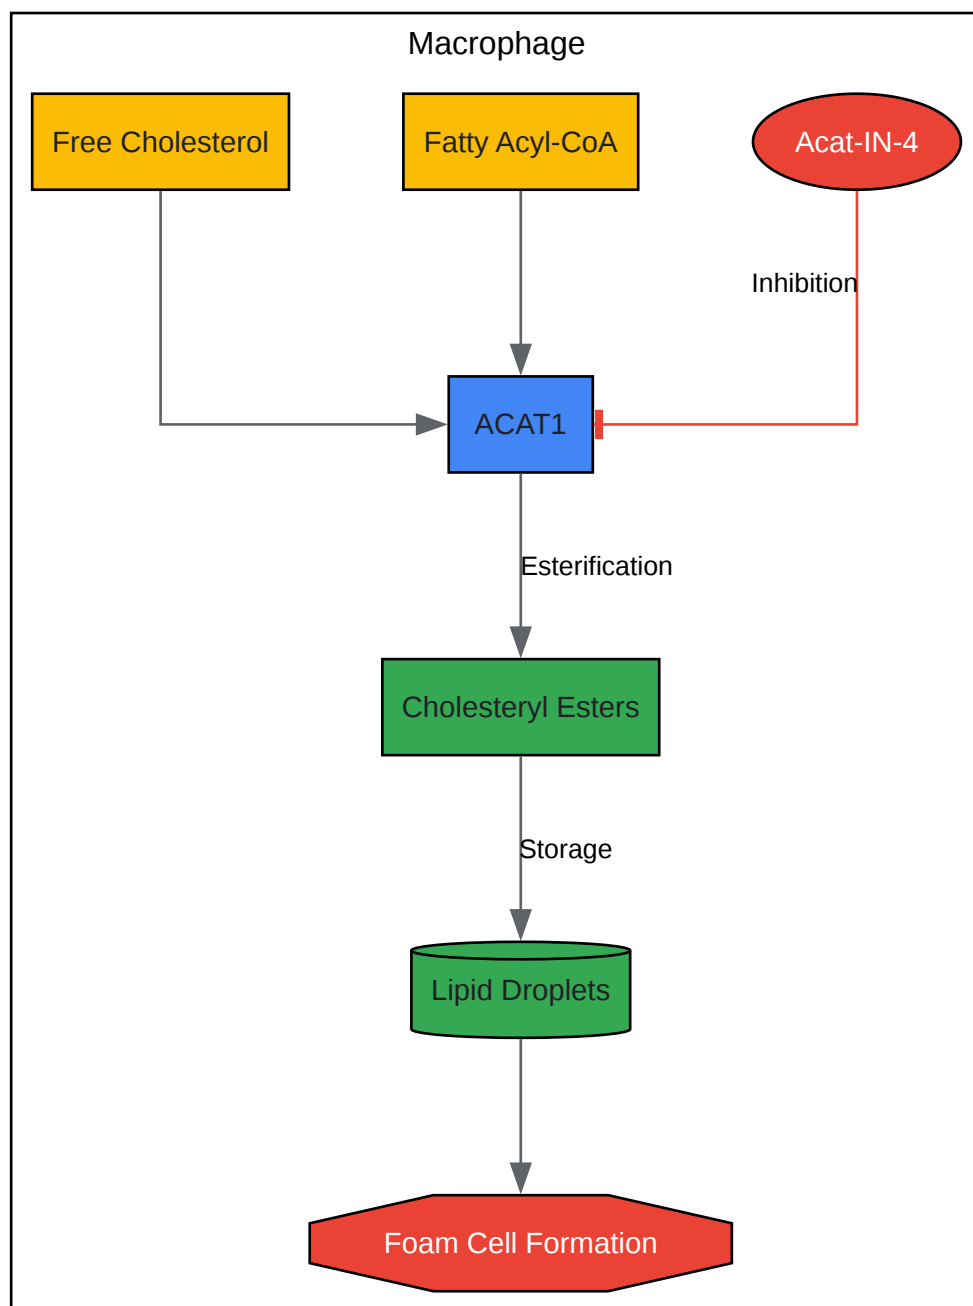 Macrophage
Free Cholesterol
Fatty Acyl-CoA
Acat-IN-4
Inhibition
ACAT1
Esterification
Cholesteryl Esters
Storage
Lipid Droplets
Foam Cell Formation